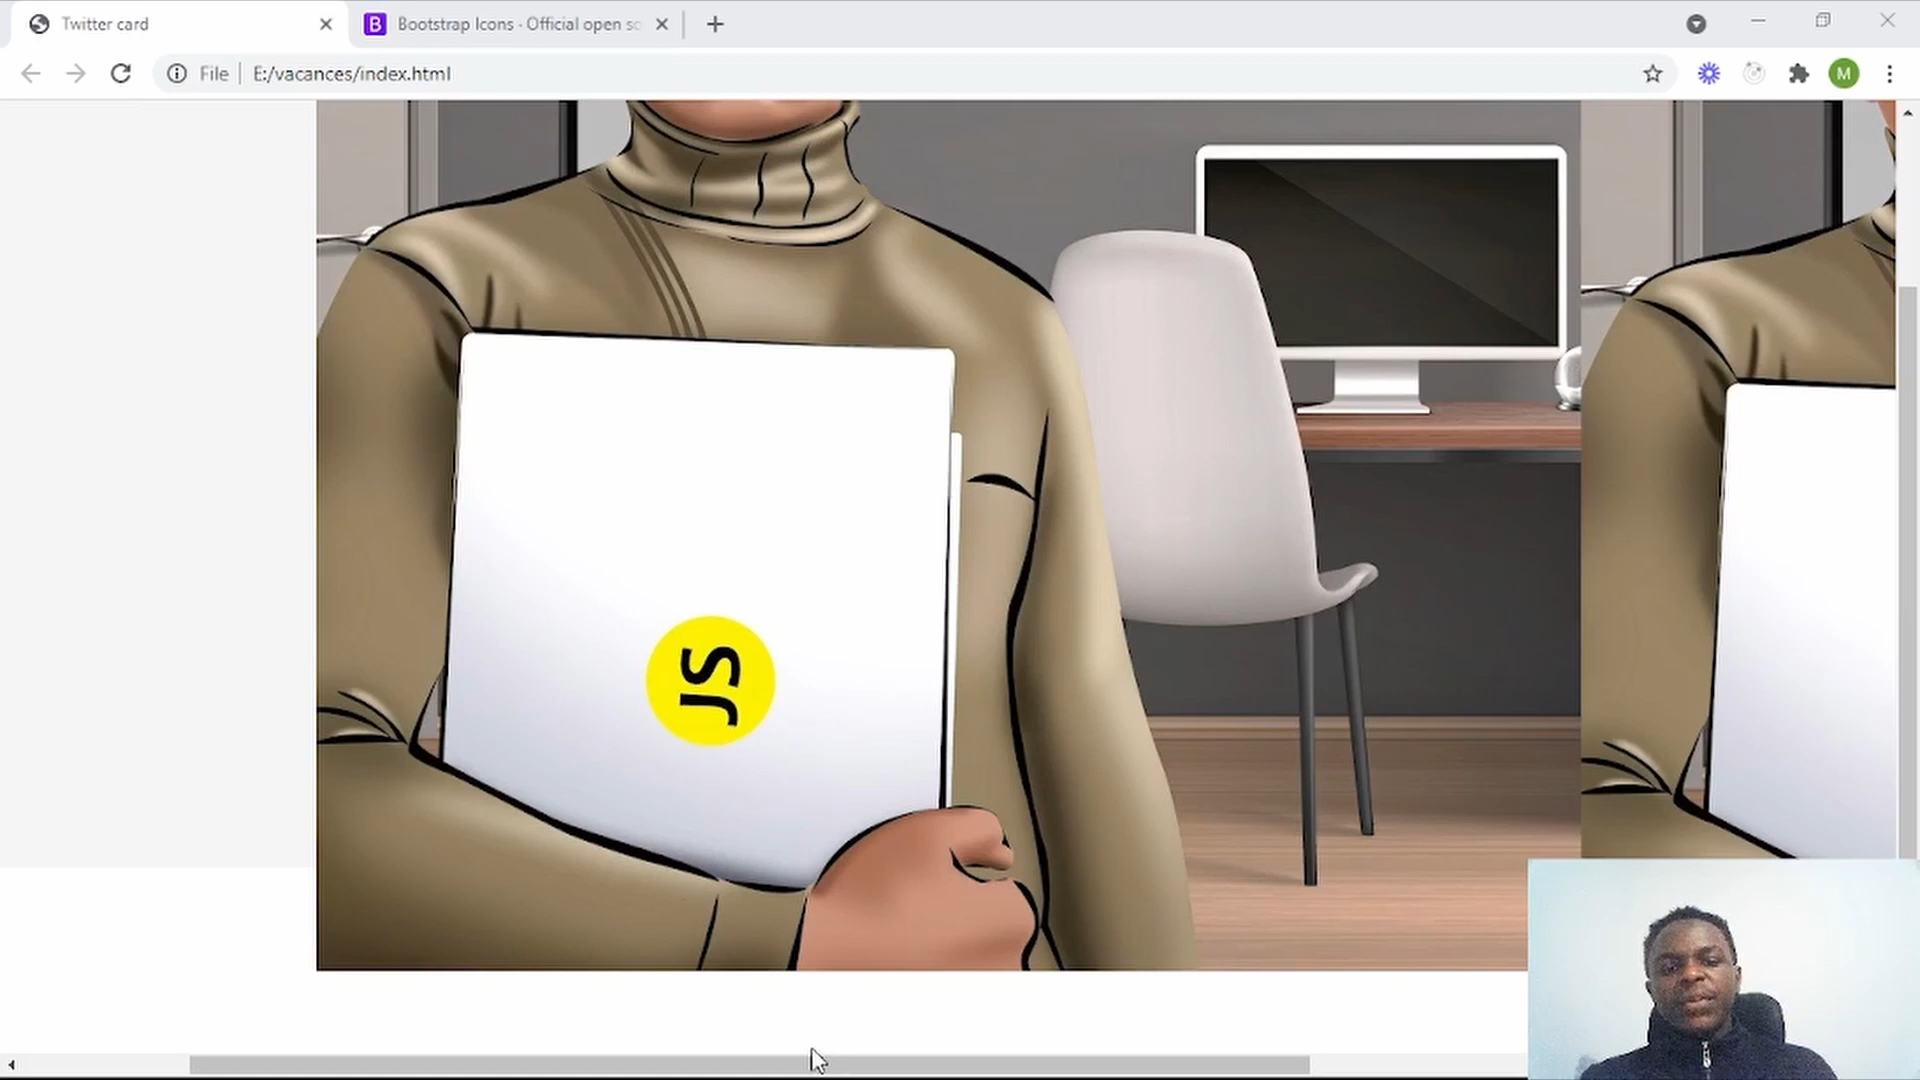 Twitter card
Bootstrap Icons · Official open so
File
E:/vacances/index.html
M
JS